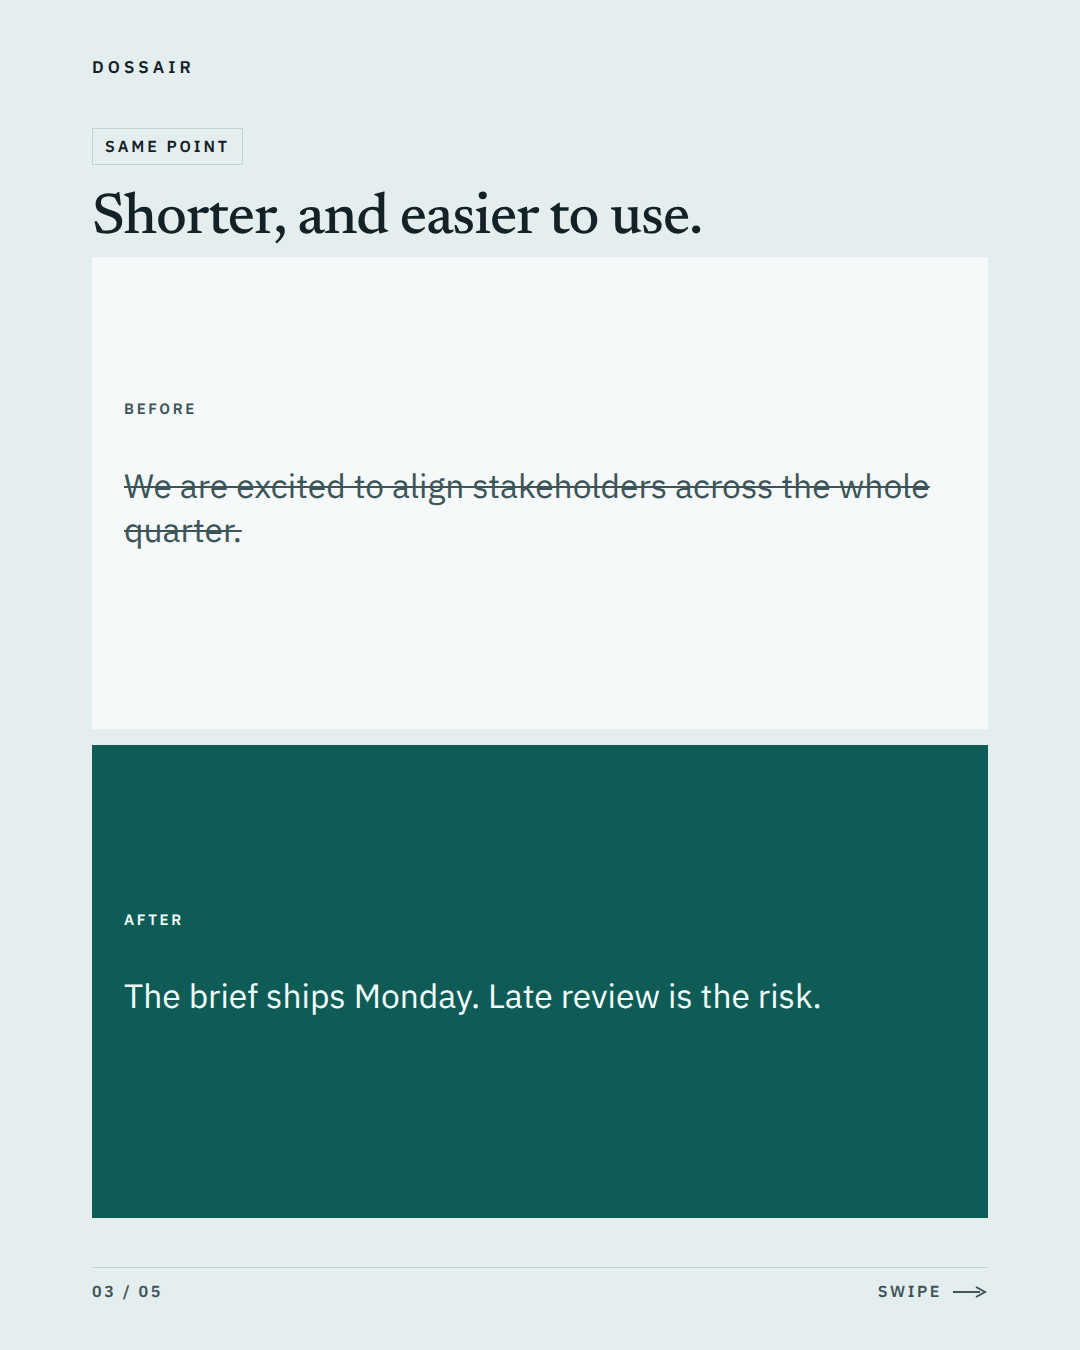 DOSSAIR
SAME POINT
Shorter, and easier to use.
BEFORE
We are excited to align stakeholders across the whole
quarter.
AFTER
The brief ships Monday. Late review is the risk.
03 / 05
SWIPE